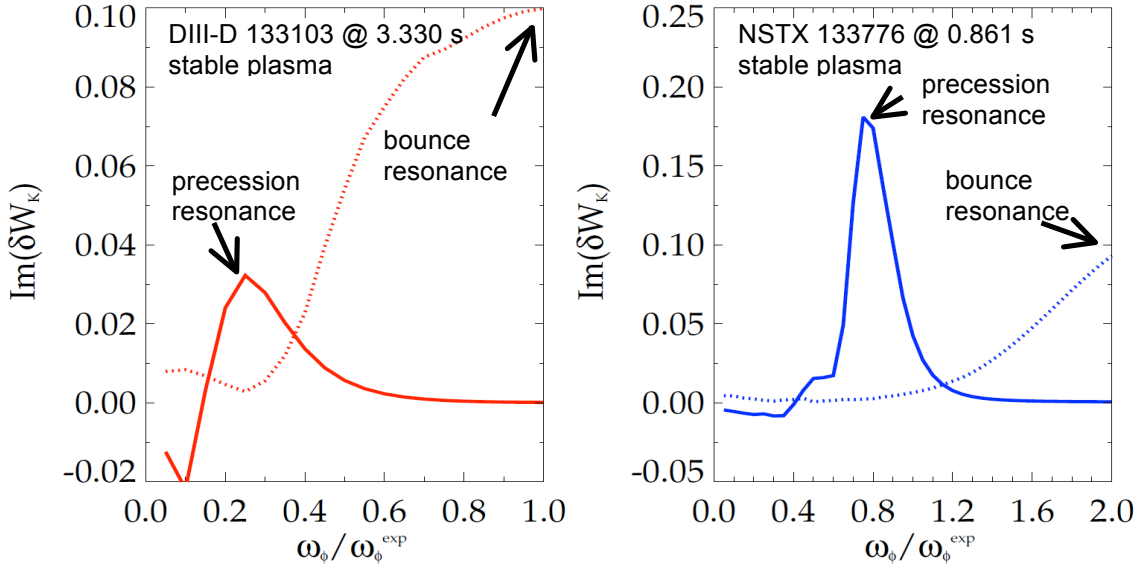 DIII-D 133103 @ 3.330 s
stable plasma
bounce
resonance
precession
resonance
Im(δW_K)
0.10
0.08
0.06
0.04
0.02
0.00
-0.02
0.0 0.2 0.4 0.6 0.8 1.0
ω_ϕ/ω_ϕ^exp
NSTX 133776 @ 0.861 s
stable plasma
precession
resonance
bounce
resonance
Im(δW_K)
0.25
0.20
0.15
0.10
0.05
0.00
-0.05
0.0 0.4 0.8 1.2 1.6 2.0
ω_ϕ/ω_ϕ^exp